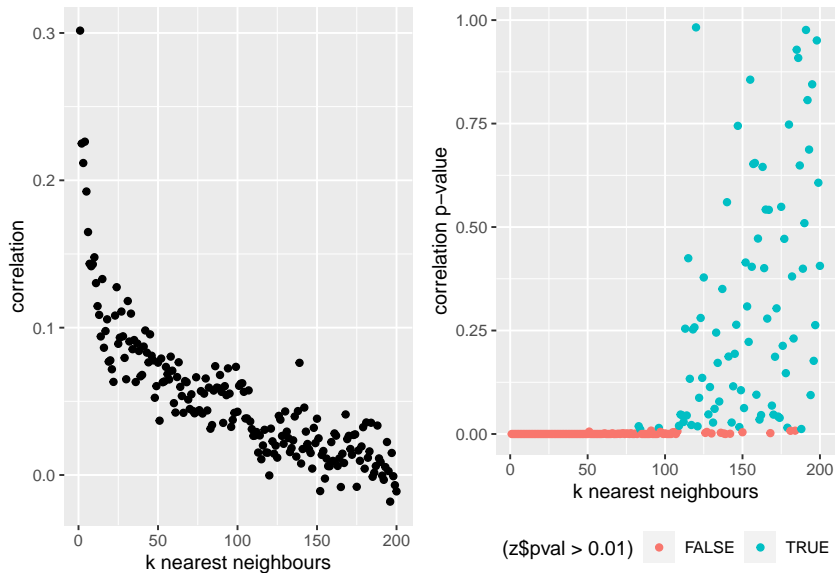 0.3
0.2
0.1
0.0
correlation
0
50
100
150
200
k nearest neighbours
1.00
0.75
0.50
0.25
0.00
correlation p−value
0
50
100
150
200
k nearest neighbours
(z$pval > 0.01)
FALSE
TRUE